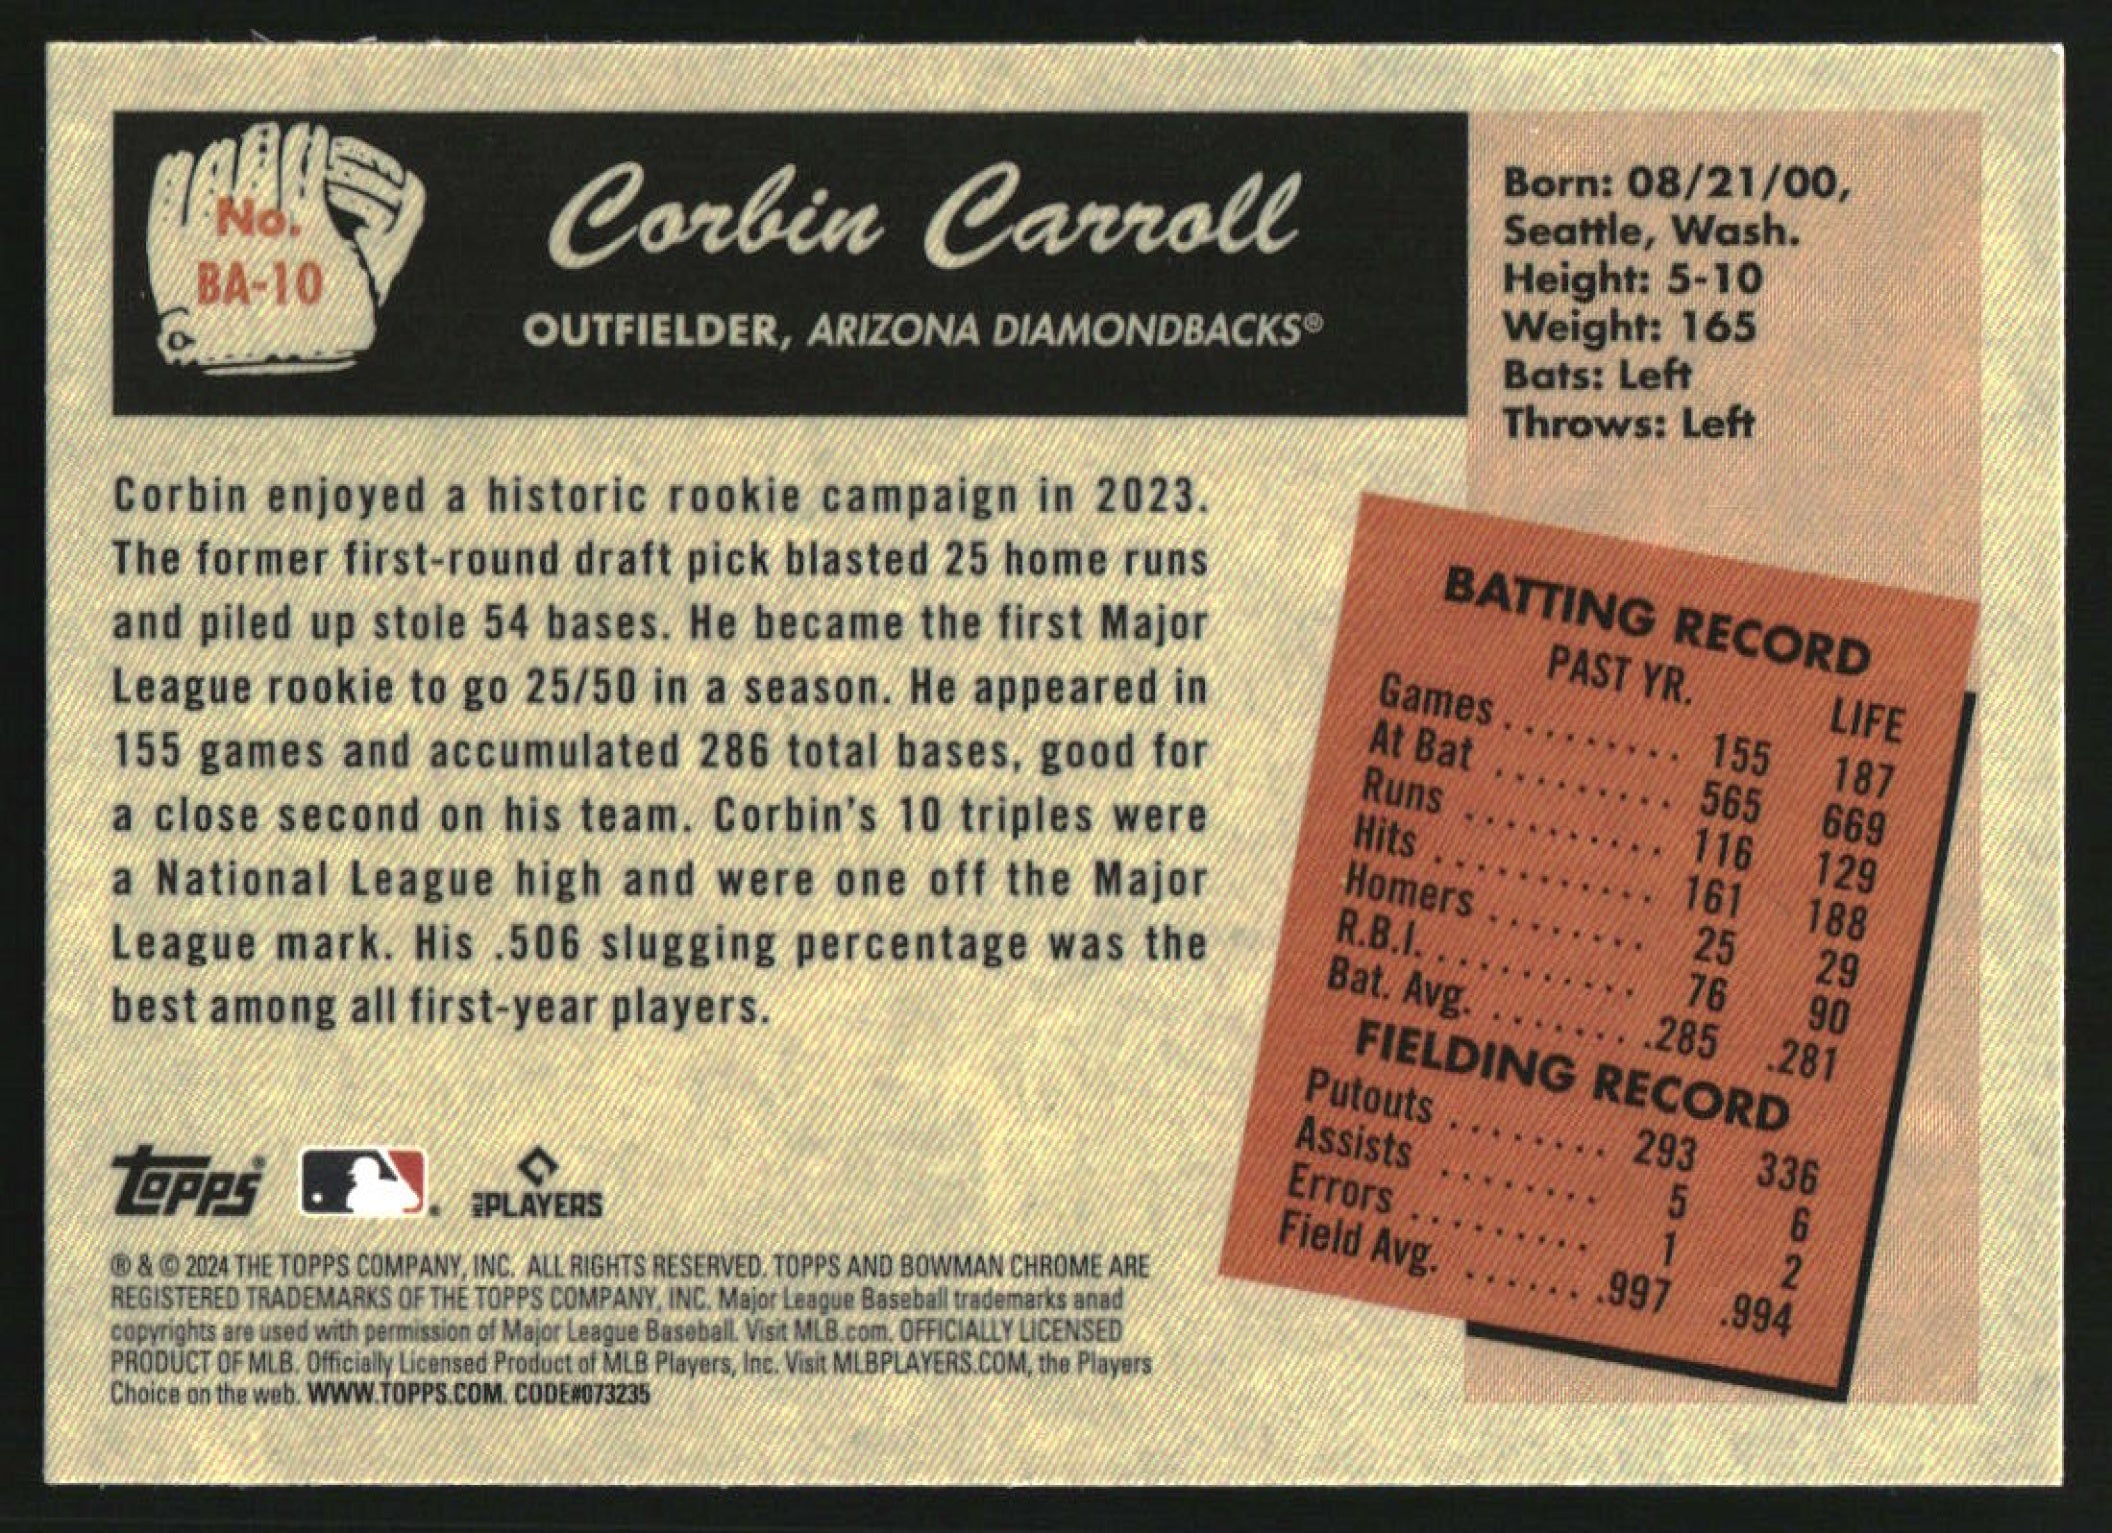 No.
BA-10
Corbin Carroll
OUTFIELDER, ARIZONA DIAMONDBACKS®
Born: 08/21/00,
Seattle, Wash.
Height: 5-10
Weight: 165
Bats: Left
Throws: Left
Corbin enjoyed a historic rookie campaign in 2023.
The former first-round draft pick blasted 25 home runs
and piled up stole 54 bases. He became the first Major
League rookie to go 25/50 in a season. He appeared in
155 games and accumulated 286 total bases, good for
a close second on his team. Corbin's 10 triples were
a National League high and were one off the Major
League mark. His .506 slugging percentage was the
best among all first-year players.
BATTING RECORD
PAST YR. LIFE
Games......... 155 187
At Bat ......... 565 669
Runs .......... 116 129
Hits ........... 161 188
Homers ........ 25 29
R.B.I. .......... 76 90
Bat. Avg. ....... .285 .281
FIELDING RECORD
Putouts ........ 293 336
Assists ........ 5 6
Errors ......... 1 2
Field Avg. ...... .997 .994
Topps® ® MLB PLAYERS
® & © 2024 THE TOPPS COMPANY, INC. ALL RIGHTS RESERVED. TOPPS AND BOWMAN CHROME ARE
REGISTERED TRADEMARKS OF THE TOPPS COMPANY, INC. Major League Baseball trademarks anad
copyrights are used with permission of Major League Baseball. Visit MLB.com. OFFICIALLY LICENSED
PRODUCT OF MLB. Officially Licensed Product of MLB Players, Inc. Visit MLBPLAYERS.COM, the Players
Choice on the web. WWW.TOPPS.COM. CODE#073235